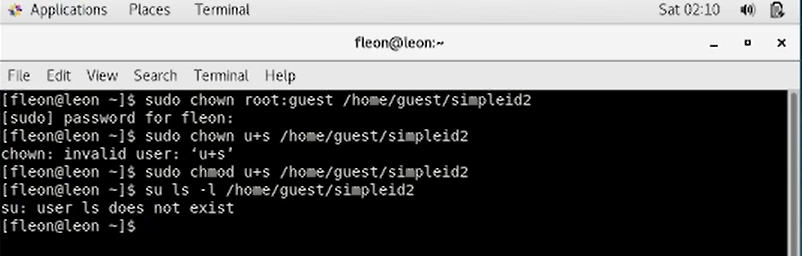 Applications Places Terminal Sat 02:10
fleon@leon:~
File Edit View Search Terminal Help
[fleon@leon ~]$ sudo chown root:guest /home/guest/simpleid2
[sudo] password for fleon:
[fleon@leon ~]$ sudo chown u+s /home/guest/simpleid2
chown: invalid user: ‘u+s’
[fleon@leon ~]$ sudo chmod u+s /home/guest/simpleid2
[fleon@leon ~]$ su ls -l /home/guest/simpleid2
su: user ls does not exist
[fleon@leon ~]$